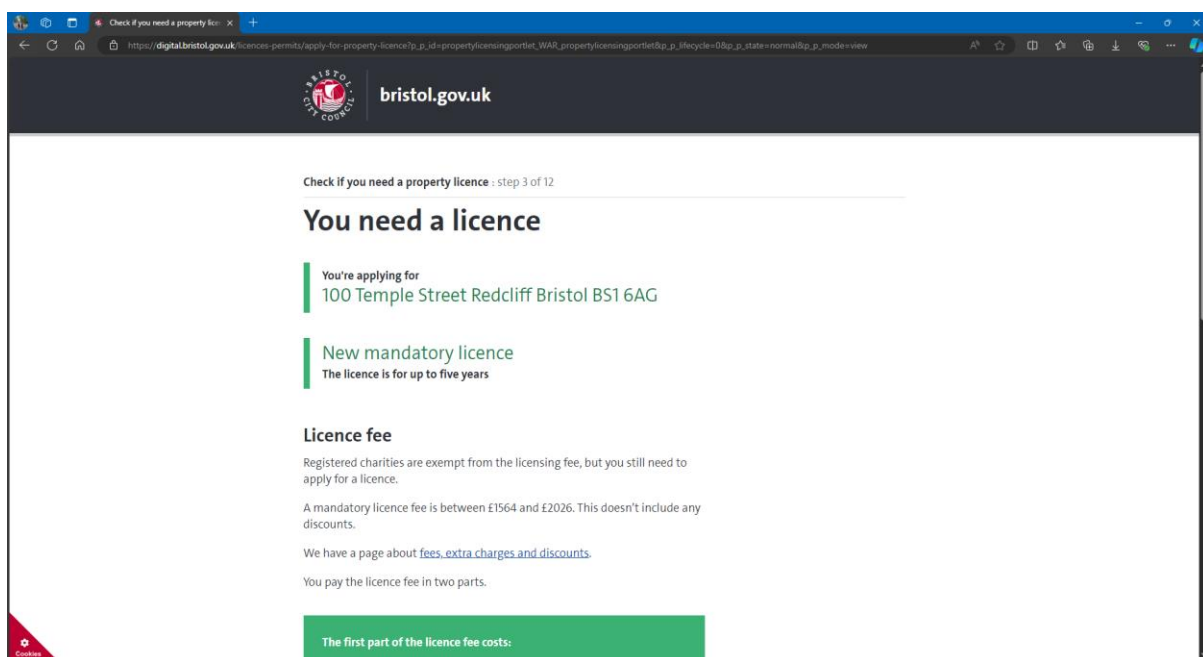 Check if you need a property licen
https://digital.bristol.gov.uk/licences-permits/apply-for-property-licence?p_p_id=propertylicensingportlet_WAR_propertylicensingportlet&p_p_lifecycle=0&p_p_state=normal&p_p_mode=view
BRISTOL
CITY COUNCIL
bristol.gov.uk
Check if you need a property licence : step 3 of 12
You need a licence
You're applying for
100 Temple Street Redcliff Bristol BS1 6AG
New mandatory licence
The licence is for up to five years
Licence fee
Registered charities are exempt from the licensing fee, but you still need to
apply for a licence.
A mandatory licence fee is between £1564 and £2026. This doesn't include any
discounts.
We have a page about fees, extra charges and discounts.
You pay the licence fee in two parts.
The first part of the licence fee costs:
Cookies